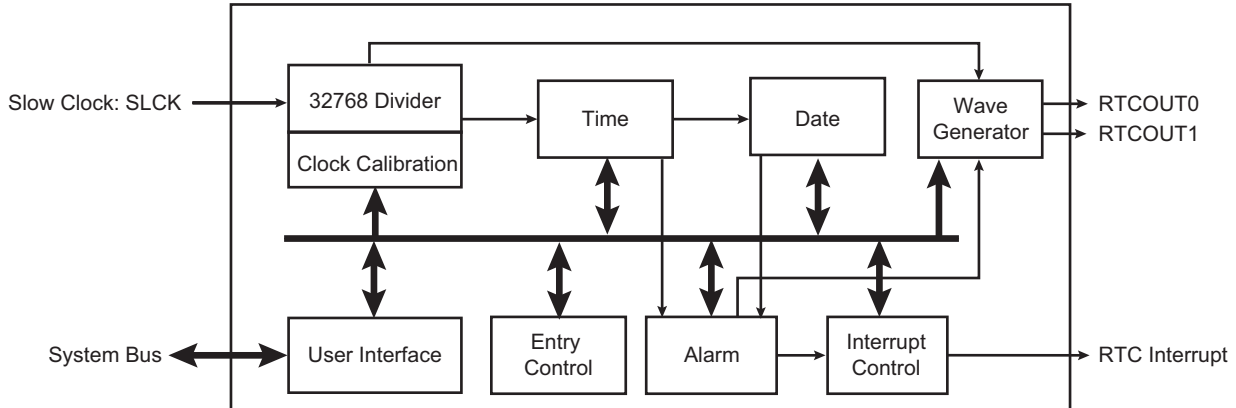 Slow Clock: SLCK
32768 Divider
Clock Calibration
Time
Date
Wave
Generator
RTCOUT0
RTCOUT1
System Bus
User Interface
Entry
Control
Alarm
Interrupt
Control
RTC Interrupt